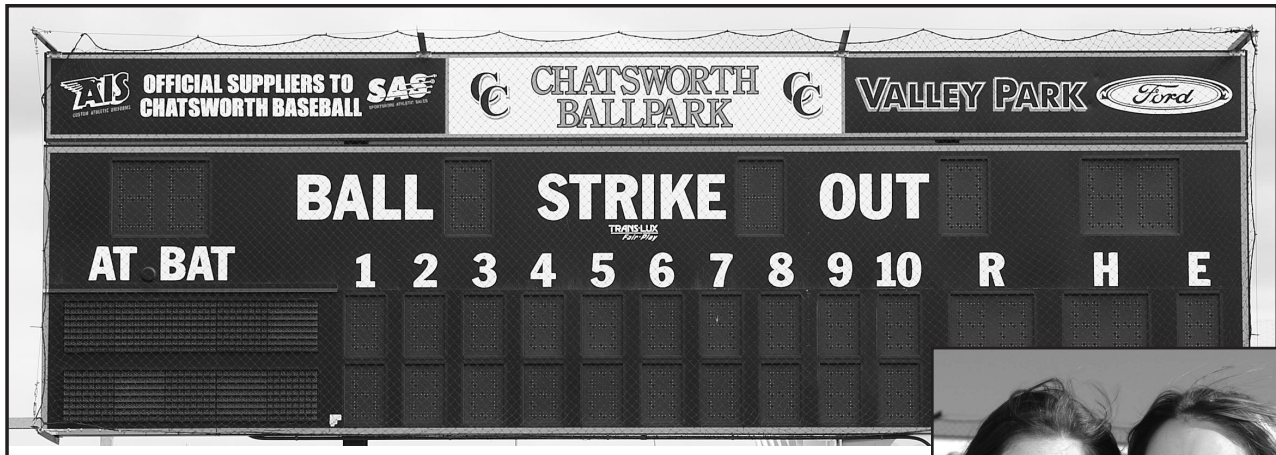 AIS
CUSTOM ATHLETIC UNIFORMS
OFFICIAL SUPPLIERS TO
CHATSWORTH BASEBALL
SAS
SPORTSWORKS ATHLETIC SALES
CC
CHATSWORTH
BALLPARK
CC
VALLEY PARK
Ford
BALL STRIKE OUT
TRANS-LUX
Fair-Play
AT BAT
1 2 3 4 5 6 7 8 9 10 R H E